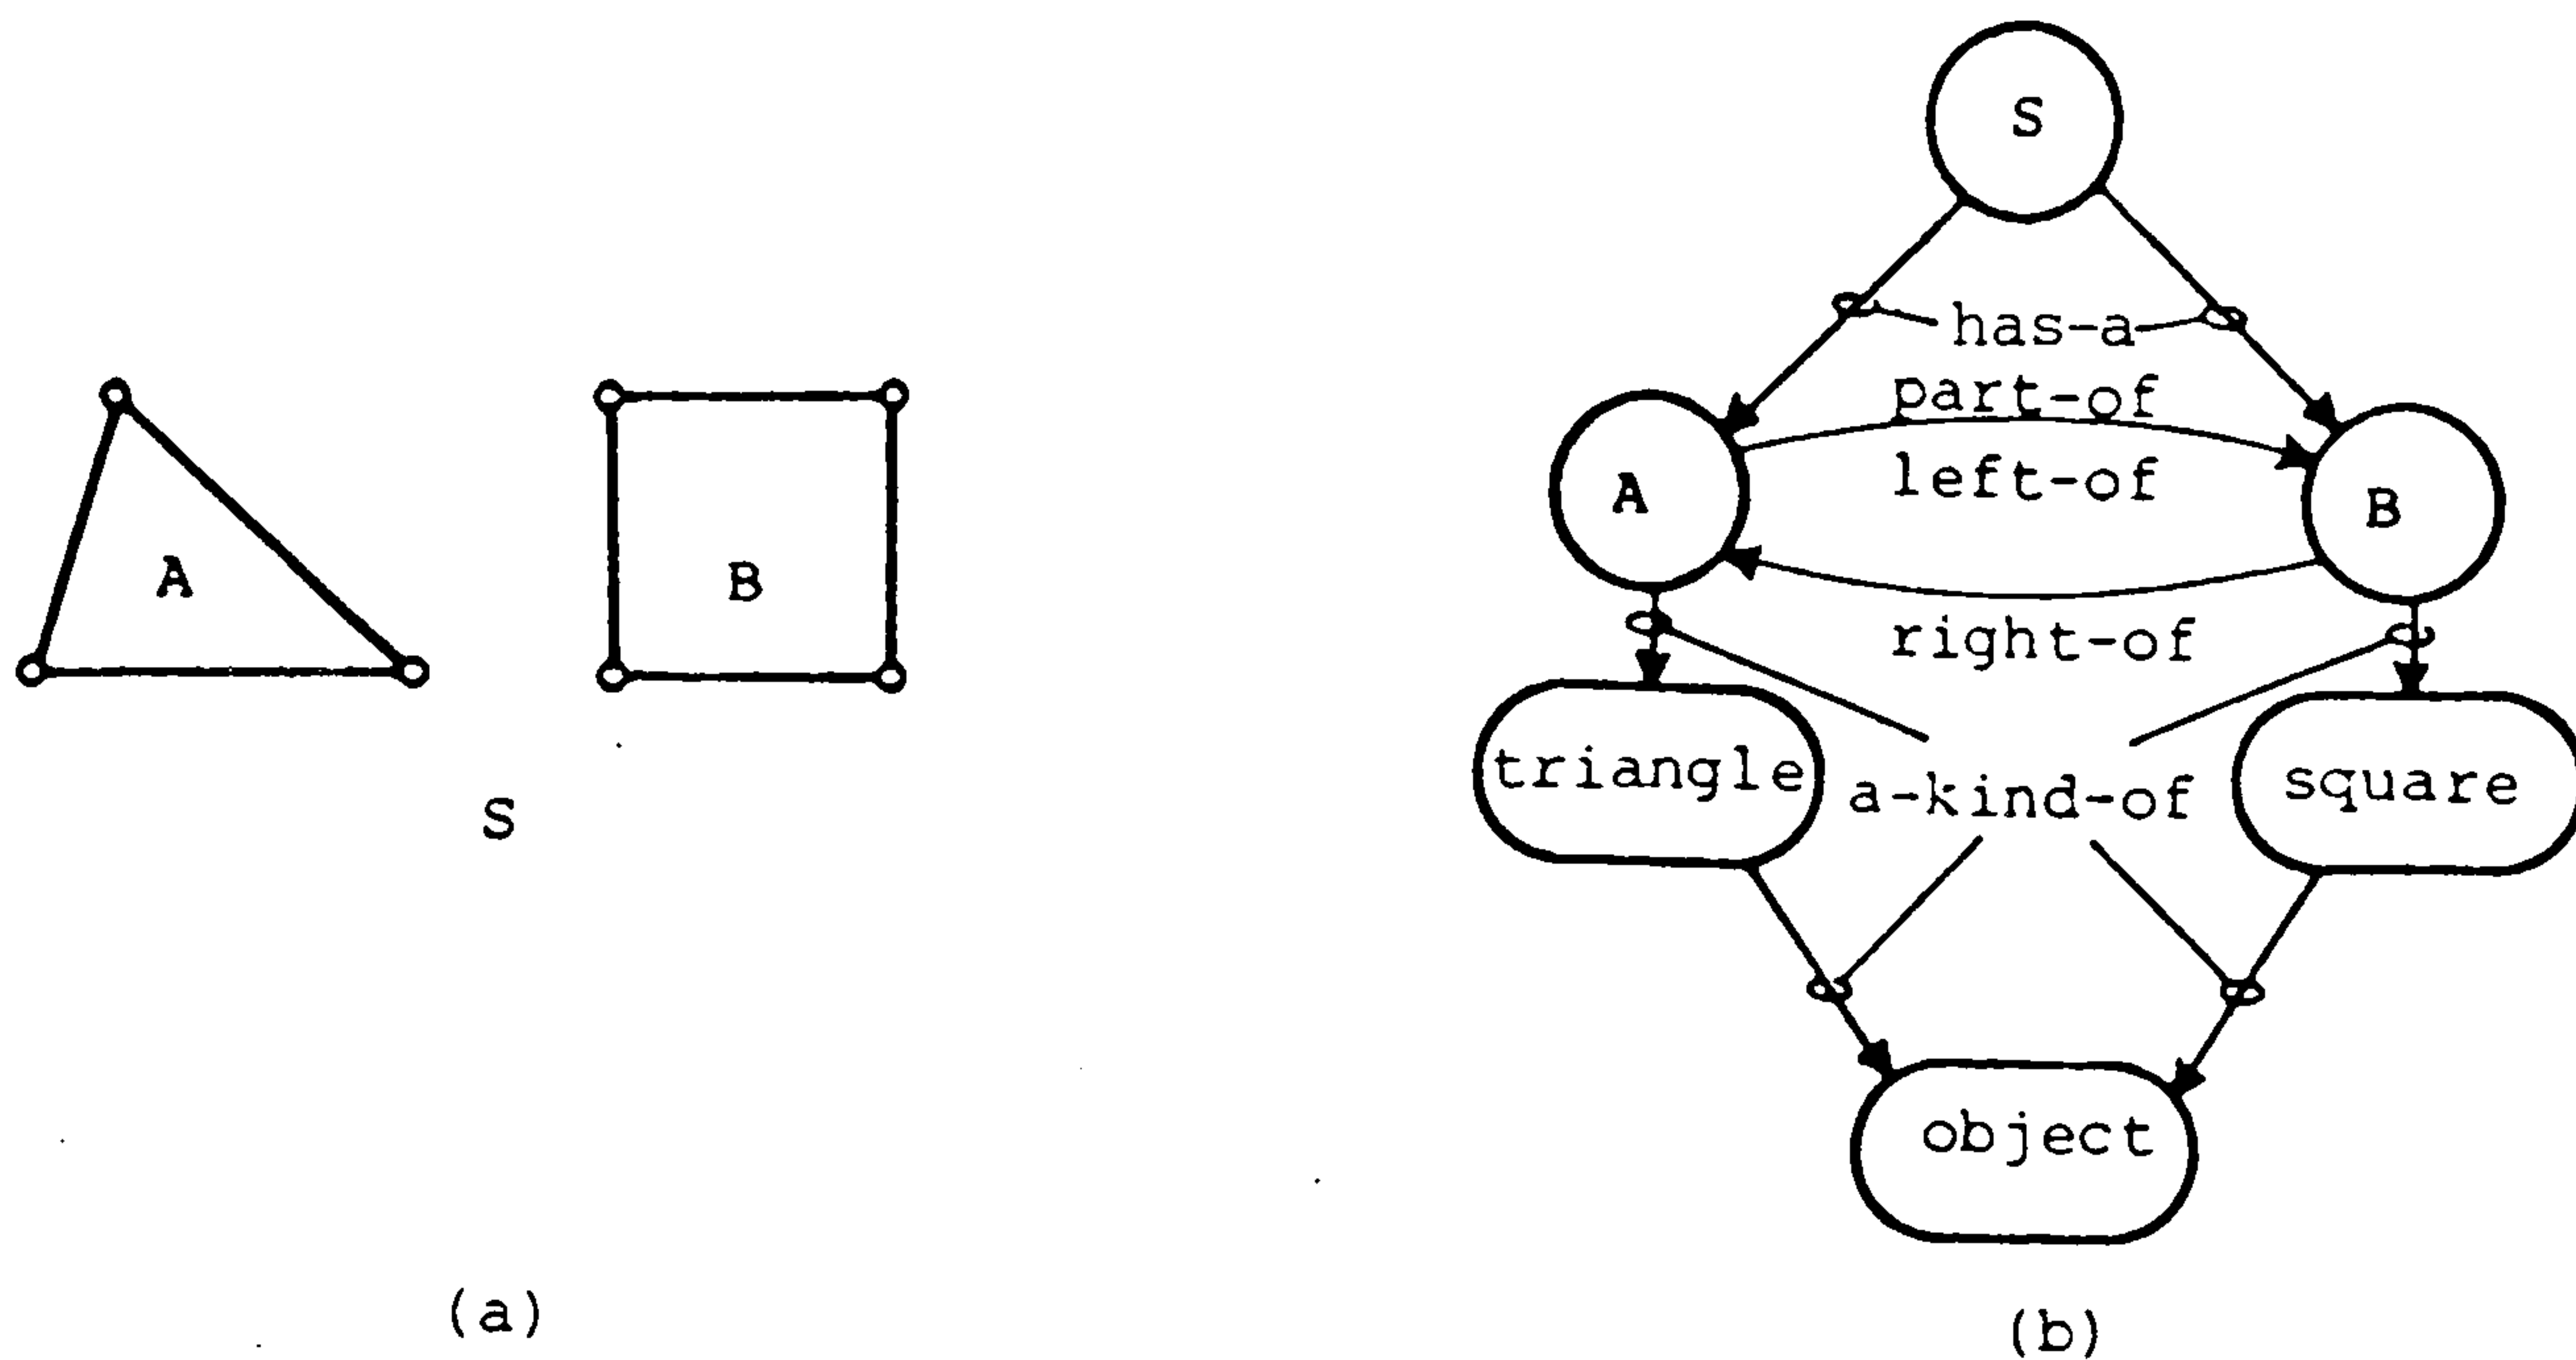 A
B
S
(a)
S
has-a
part-of
A
left-of
B
right-of
triangle
a-kind-of
square
object
(b)